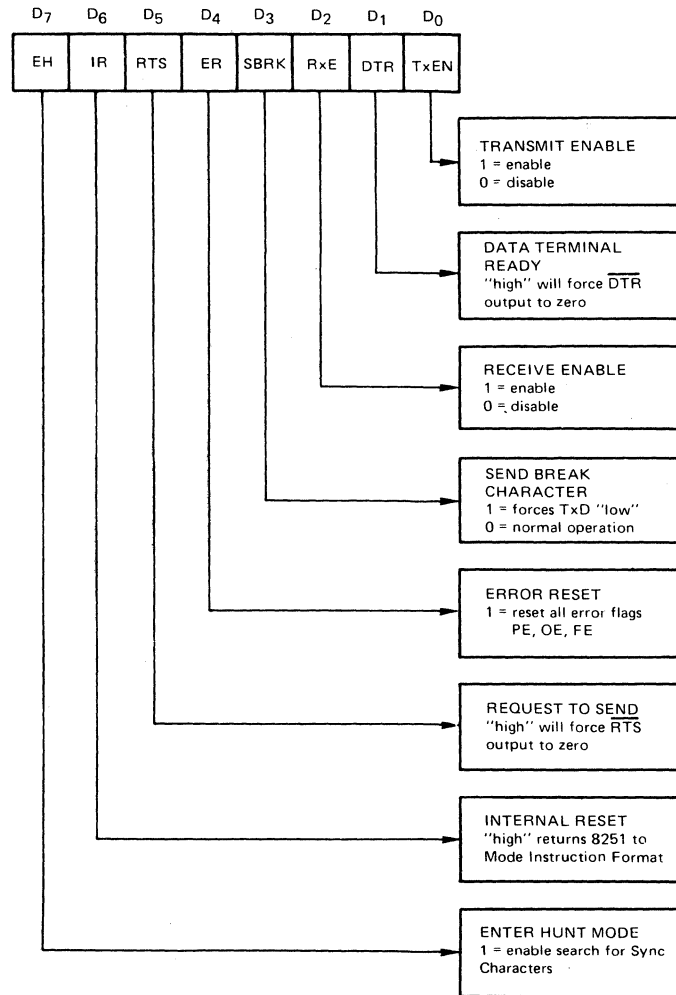 D7 D6 D5 D4 D3 D2 D1 D0
EH IR RTS ER SBRK RxE DTR TxEN
TRANSMIT ENABLE
1 = enable
0 = disable
DATA TERMINAL
READY
"high" will force D̅T̅R̅
output to zero
RECEIVE ENABLE
1 = enable
0 = disable
SEND BREAK
CHARACTER
1 = forces TxD "low"
0 = normal operation
ERROR RESET
1 = reset all error flags
PE, OE, FE
REQUEST TO SEND
"high" will force R̅T̅S̅
output to zero
INTERNAL RESET
"high" returns 8251 to
Mode Instruction Format
ENTER HUNT MODE
1 = enable search for Sync
Characters